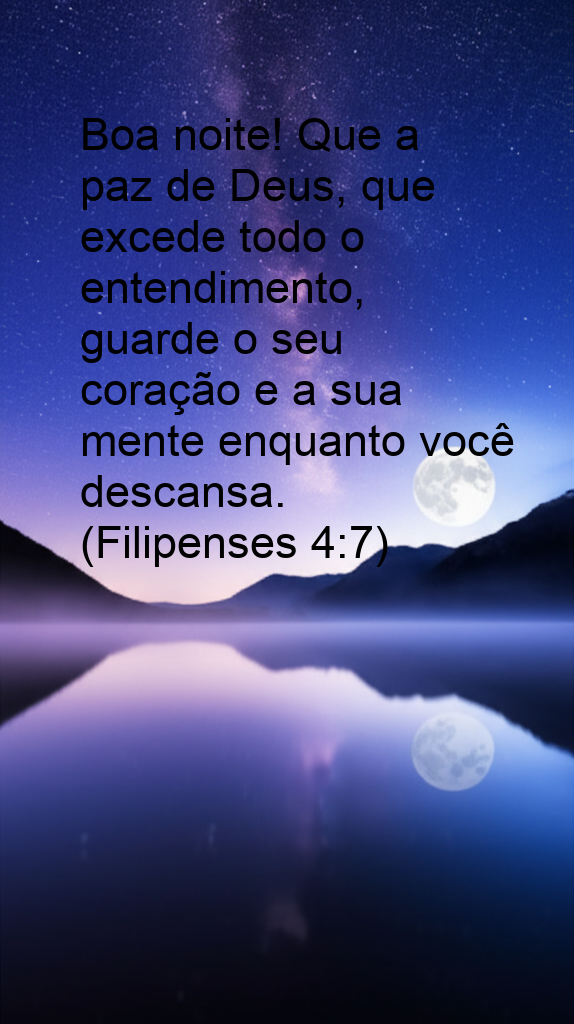 Boa noite! Que a
paz de Deus, que
excede todo o
entendimento,
guarde o seu
coração e a sua
mente enquanto você
descansa.
(Filipenses 4:7)